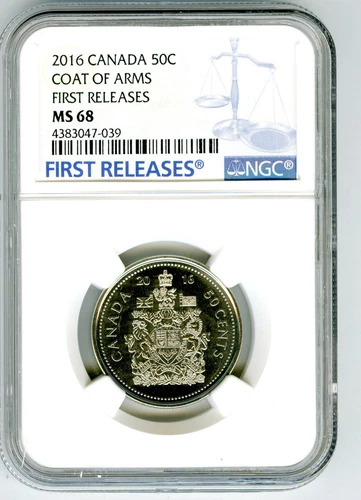 2016 CANADA 50C
COAT OF ARMS
FIRST RELEASES
MS 68
4383047-039
FIRST RELEASES®
NGC®
20 16
CANADA
50 CENTS